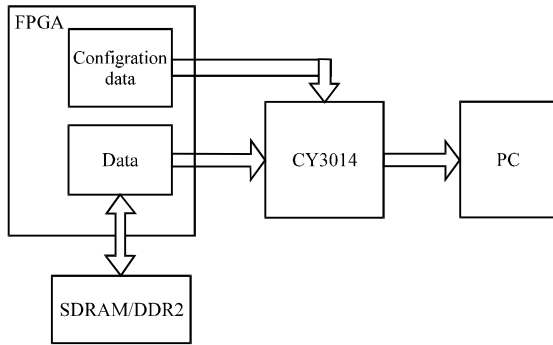 FPGA
Configration
data
Data
CY3014
PC
SDRAM/DDR2